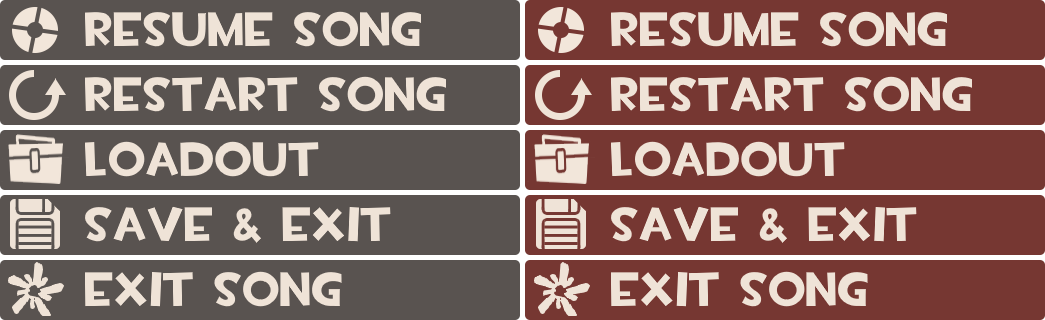 RESUME SONG RESUME SONG
RESTART SONG RESTART SONG
LOADOUT LOADOUT
SAVE & EXIT SAVE & EXIT
EXIT SONG EXIT SONG